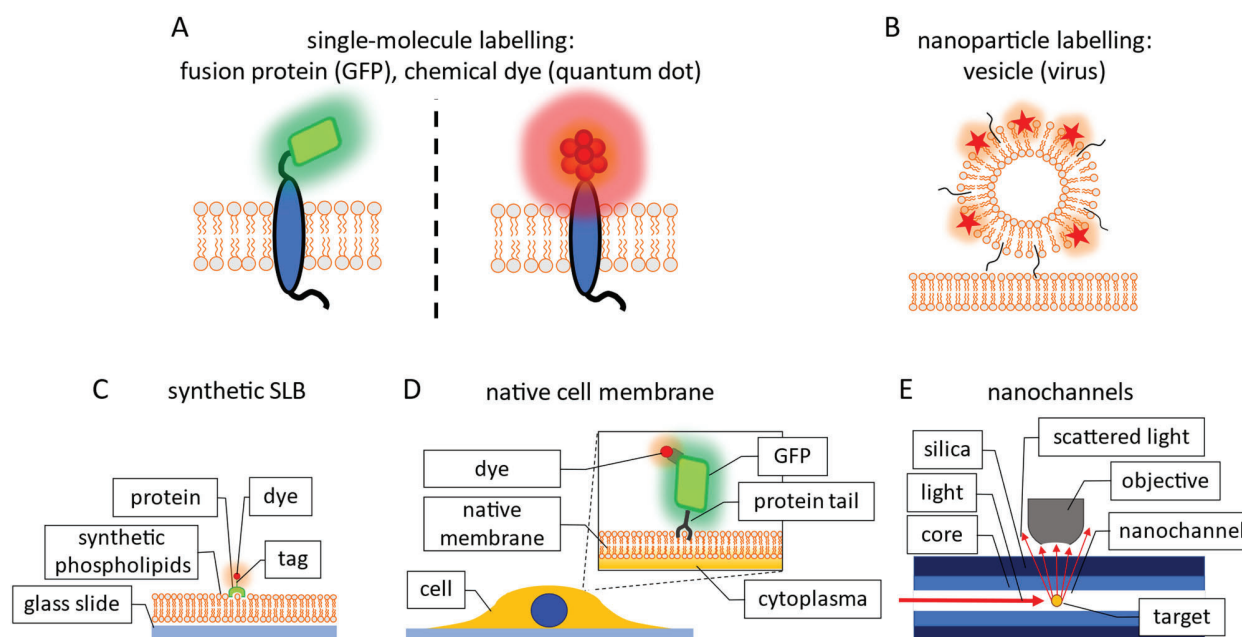 A
single-molecule labelling:
fusion protein (GFP), chemical dye (quantum dot)
B
nanoparticle labelling:
vesicle (virus)
C
synthetic SLB
protein
dye
synthetic
phospholipids
tag
glass slide
D
native cell membrane
dye
GFP
native
membrane
protein tail
cell
cytoplasma
E
nanochannels
silica
scattered light
light
objective
core
nanochannel
target